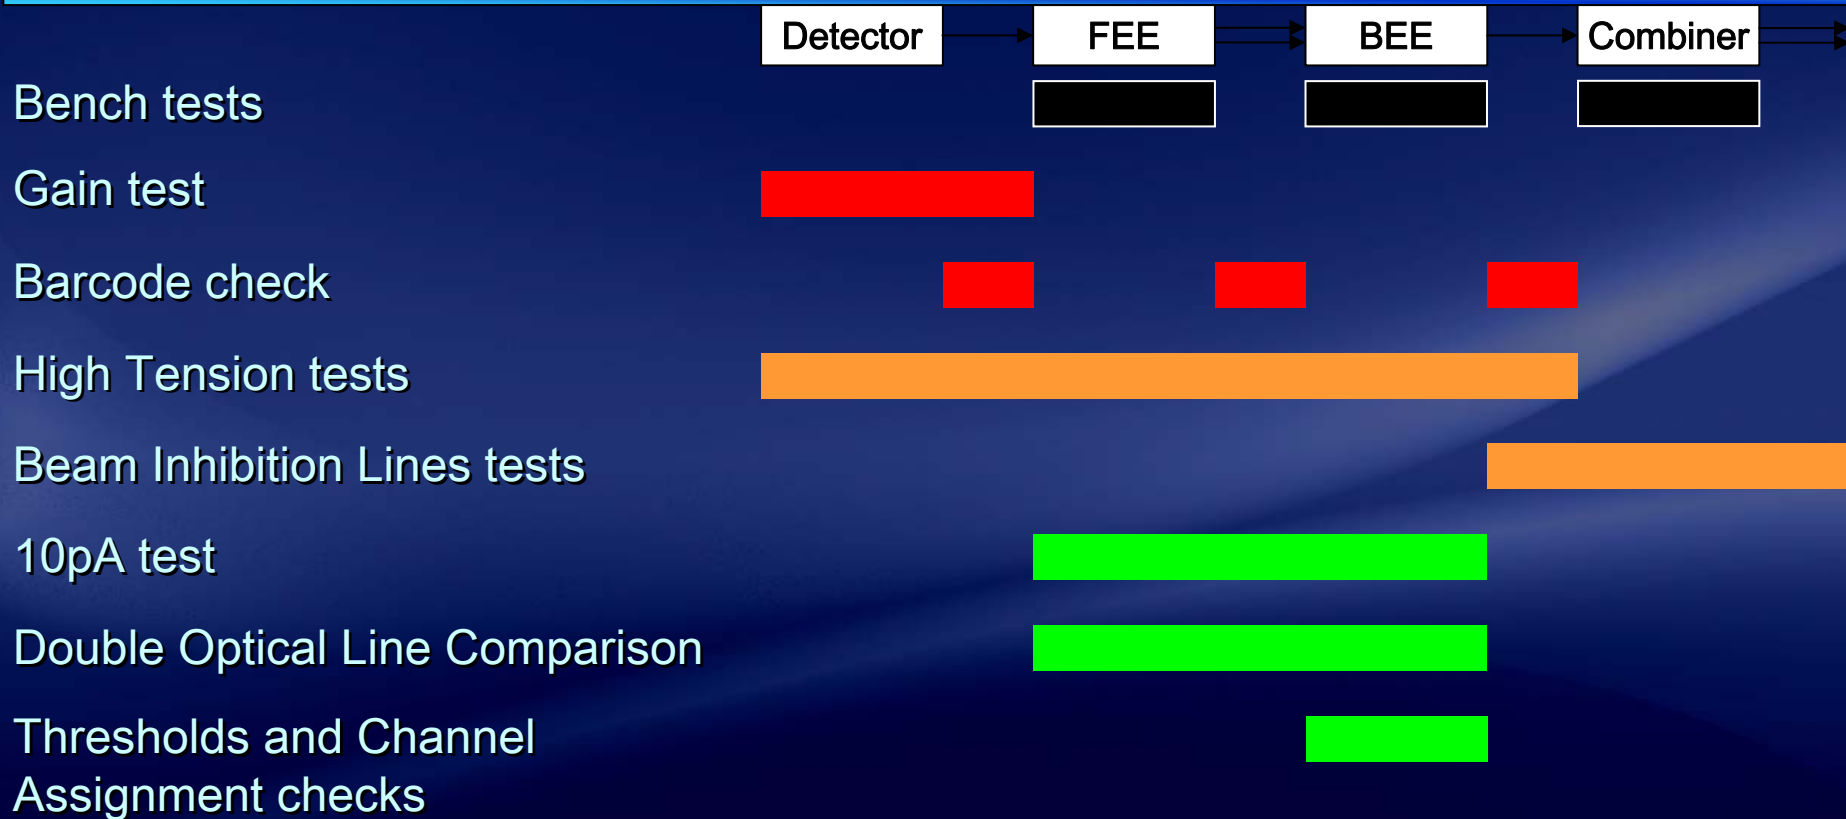 Detector FEE BEE Combiner
Bench tests
Gain test
Barcode check
High Tension tests
Beam Inhibition Lines tests
10pA test
Double Optical Line Comparison
Thresholds and Channel
Assignment checks